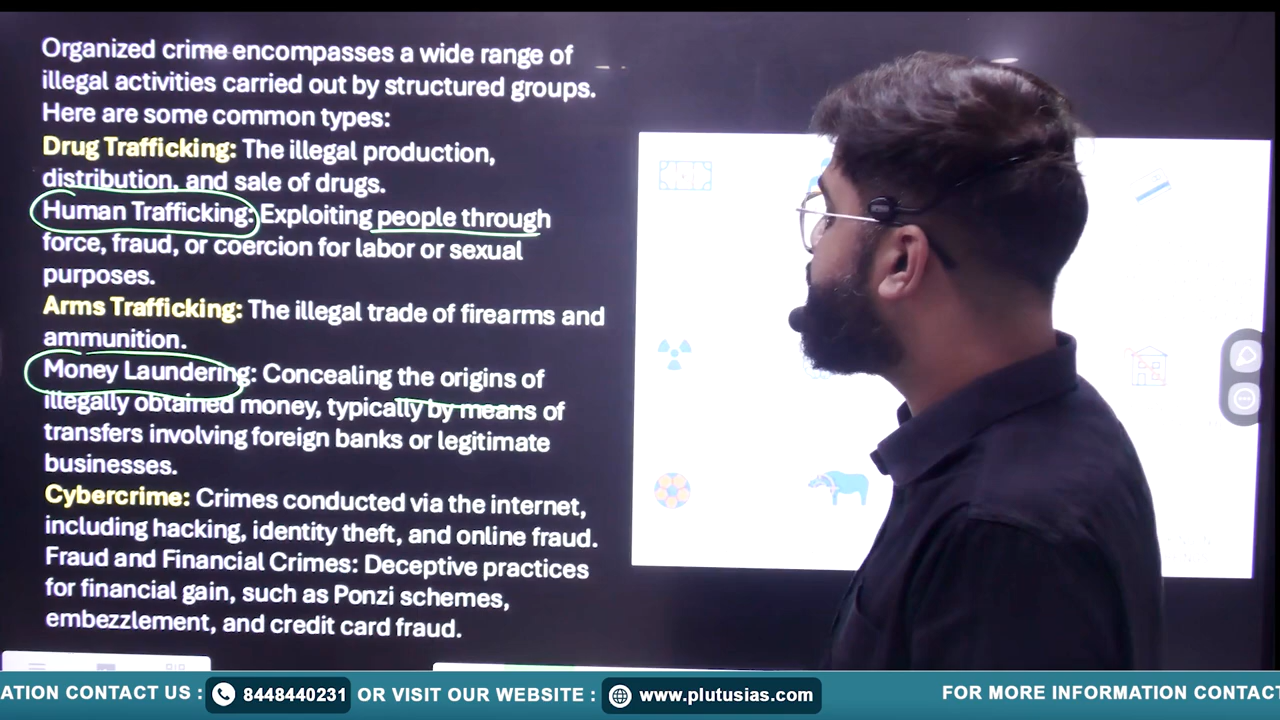 Organized crime encompasses a wide range of
illegal activities carried out by structured groups.
Here are some common types:
Drug Trafficking: The illegal production,
distribution, and sale of drugs.
Human Trafficking: Exploiting people through
force, fraud, or coercion for labor or sexual
purposes.
Arms Trafficking: The illegal trade of firearms and
ammunition.
Money Laundering: Concealing the origins of
illegally obtained money, typically by means of
transfers involving foreign banks or legitimate
businesses.
Cybercrime: Crimes conducted via the internet,
including hacking, identity theft, and online fraud.
Fraud and Financial Crimes: Deceptive practices
for financial gain, such as Ponzi schemes,
embezzlement, and credit card fraud.
ATION CONTACT US : 8448440231 OR VISIT OUR WEBSITE : www.plutusias.com FOR MORE INFORMATION CONTACT